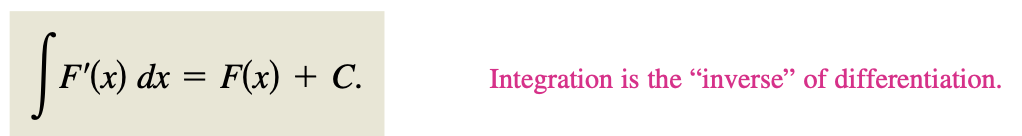 ∫F'(x) dx = F(x) + C.
Integration is the “inverse” of differentiation.